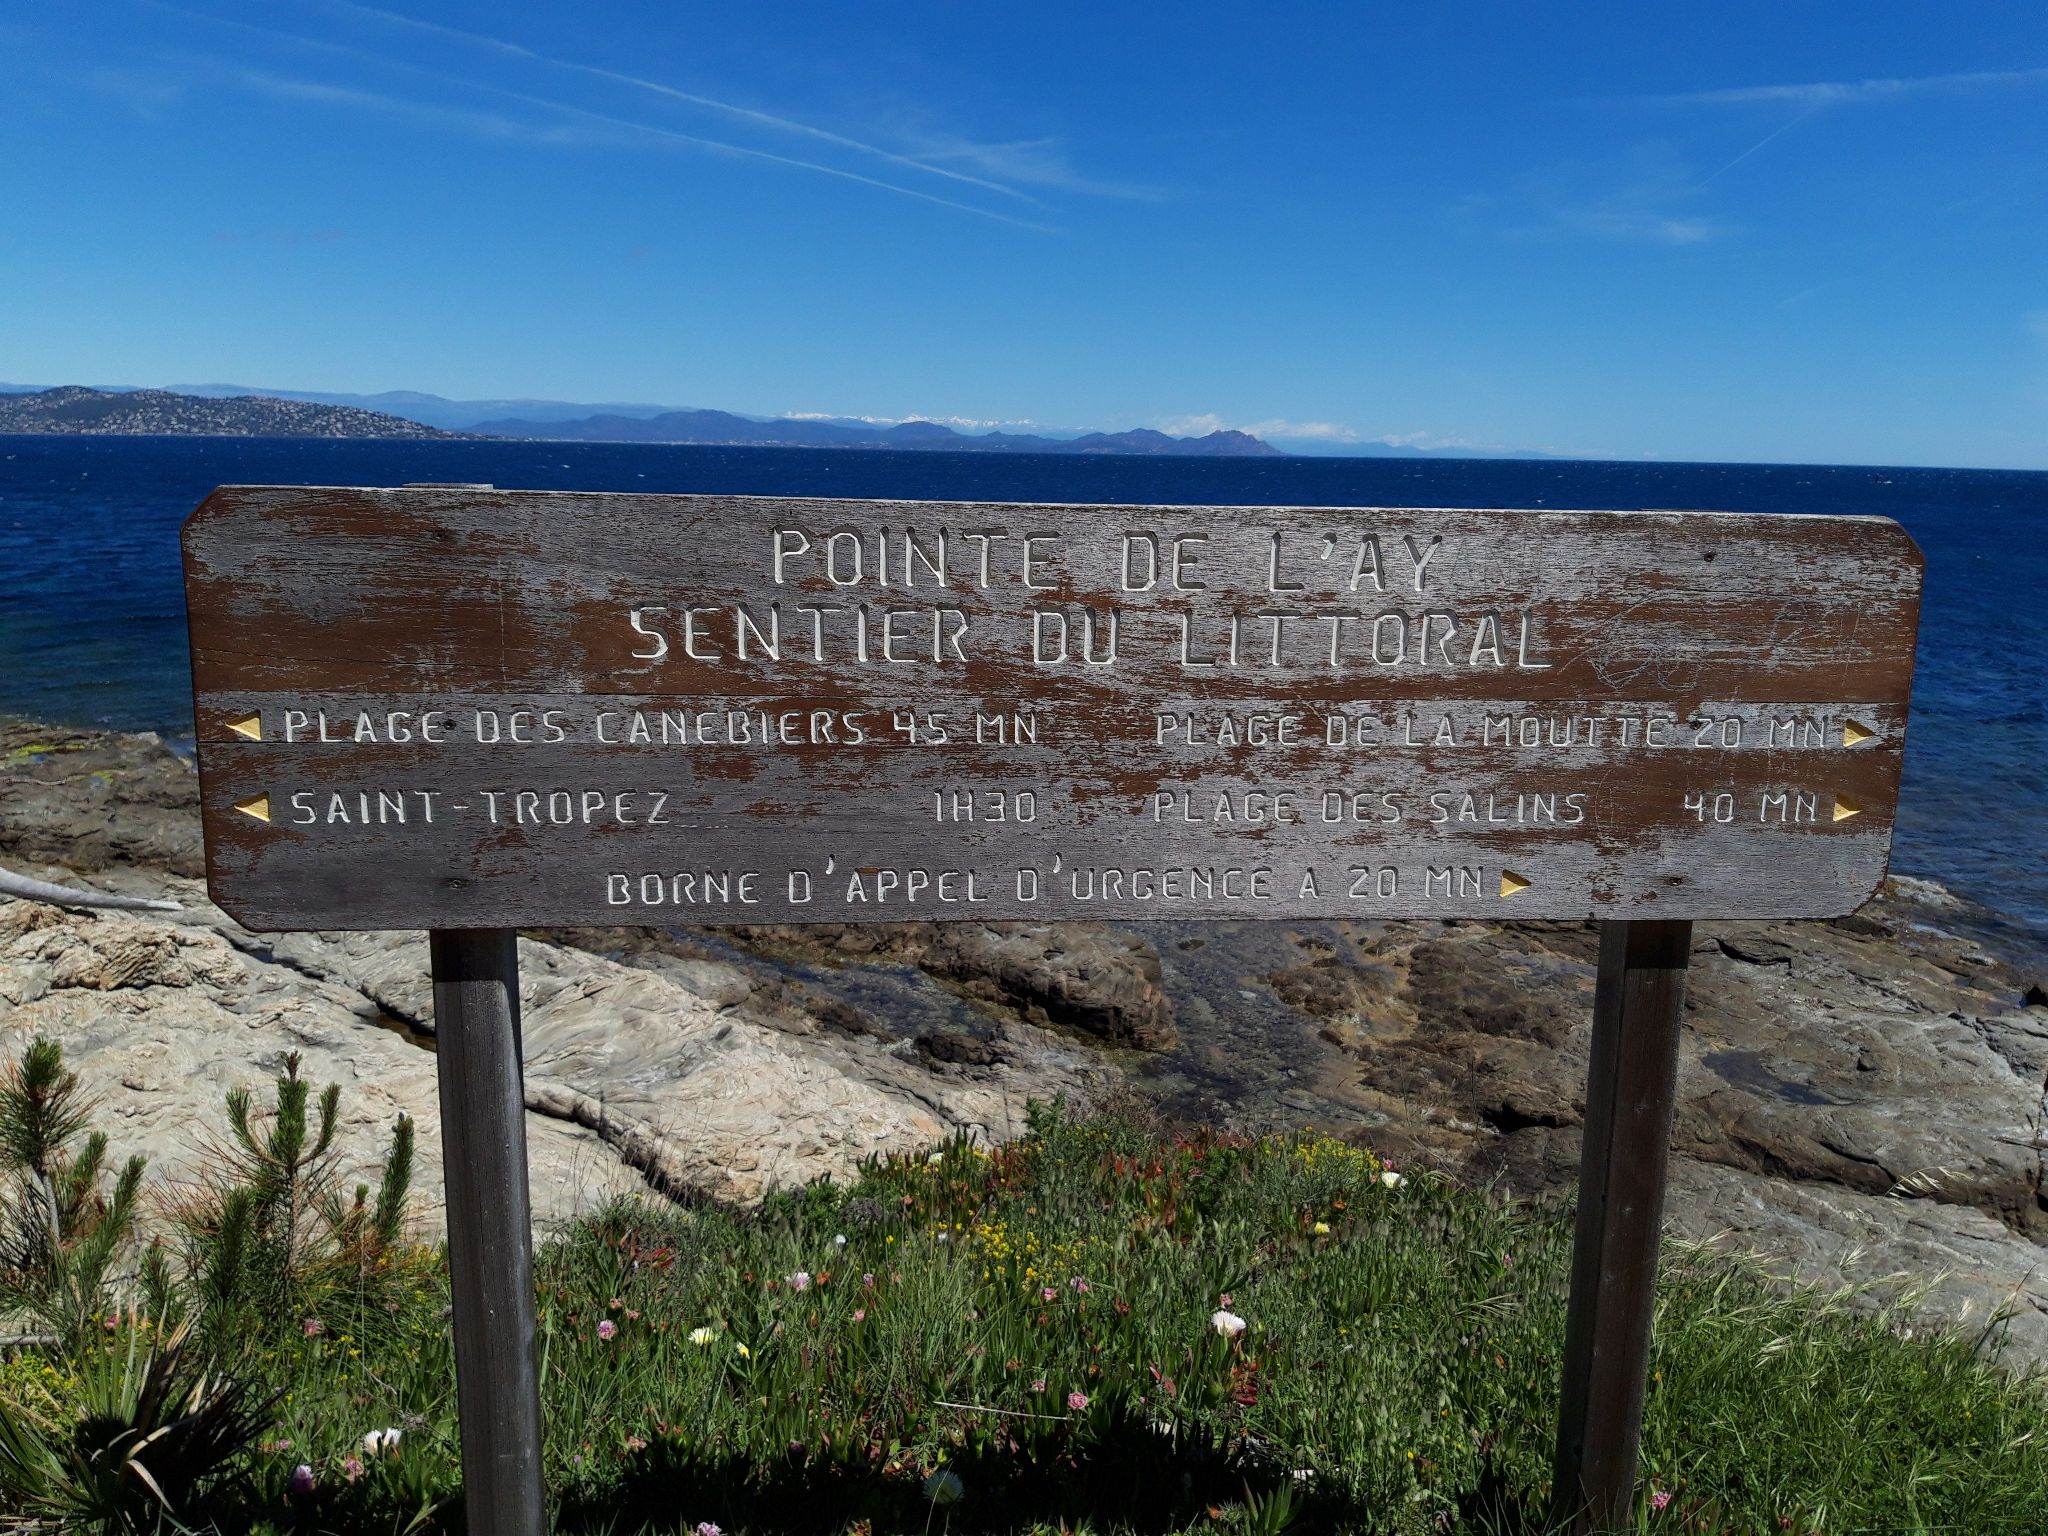 POINTE DE L'AY
SENTIER DU LITTORAL
PLAGE DES CANEBIERS 45 MN PLAGE DE LA MOUTTE 20 MN
SAINT-TROPEZ 1H30 PLAGE DES SALINS 40 MN
BORNE D'APPEL D'URGENCE A 20 MN